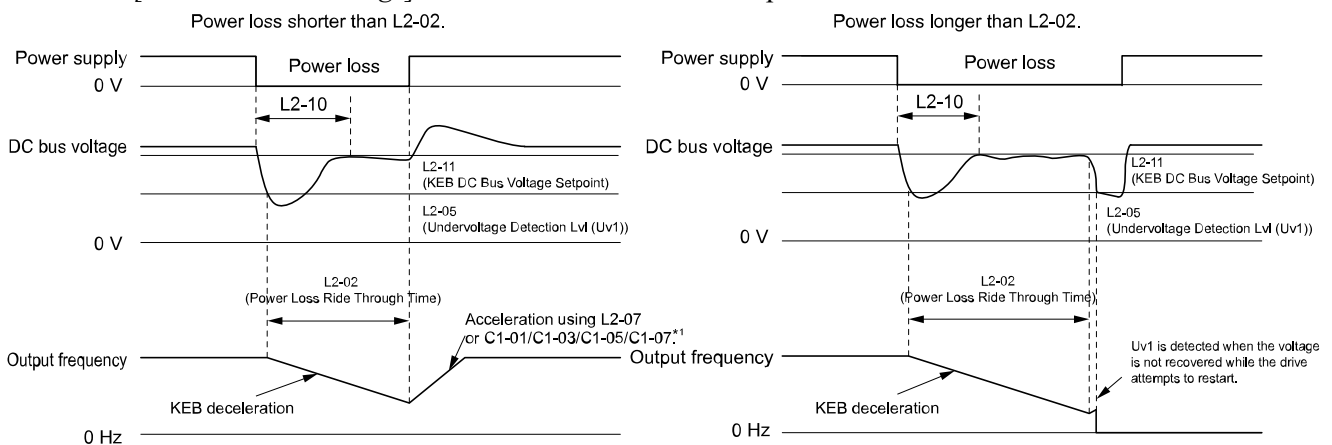 Power loss shorter than L2-02.
Power supply
Power loss
0 V
L2-10
DC bus voltage
L2-11
(KEB DC Bus Voltage Setpoint)
L2-05
(Undervoltage Detection Lvl (Uv1))
0 V
L2-02
(Power Loss Ride Through Time)
Acceleration using L2-07
or C1-01/C1-03/C1-05/C1-07.*1
Output frequency
KEB deceleration
0 Hz
Power loss longer than L2-02.
Power supply
Power loss
0 V
L2-10
DC bus voltage
L2-11
(KEB DC Bus Voltage Setpoint)
L2-05
(Undervoltage Detection Lvl (Uv1))
0 V
L2-02
(Power Loss Ride Through Time)
Output frequency
Uv1 is detected when the voltage
is not recovered while the drive
attempts to restart.
KEB deceleration
0 Hz